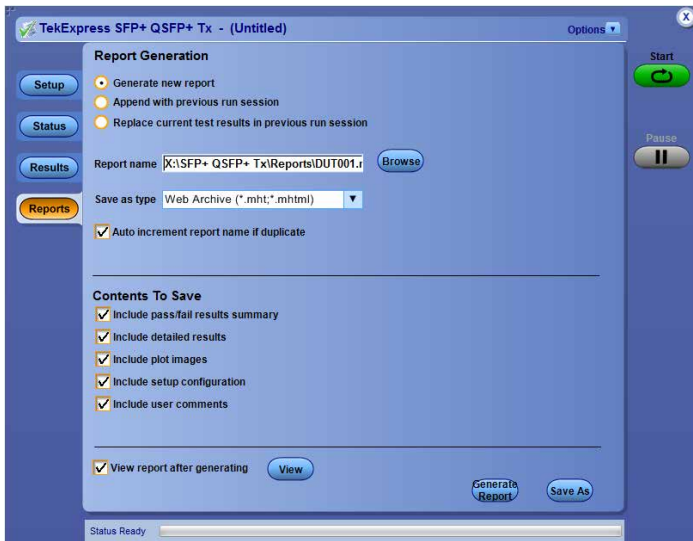 TekExpress SFP+ QSFP+ Tx - (Untitled)
Options
X
Start
Pause
Setup
Status
Results
Reports
Report Generation
Generate new report
Append with previous run session
Replace current test results in previous run session
Report name X:\SFP+ QSFP+ Tx\Reports\DUT001.r Browse
Save as type Web Archive (*.mht;*.mhtml)
Auto increment report name if duplicate
Contents To Save
Include pass/fail results summary
Include detailed results
Include plot images
Include setup configuration
Include user comments
View report after generating View
Generate
Report
Save As
Status Ready